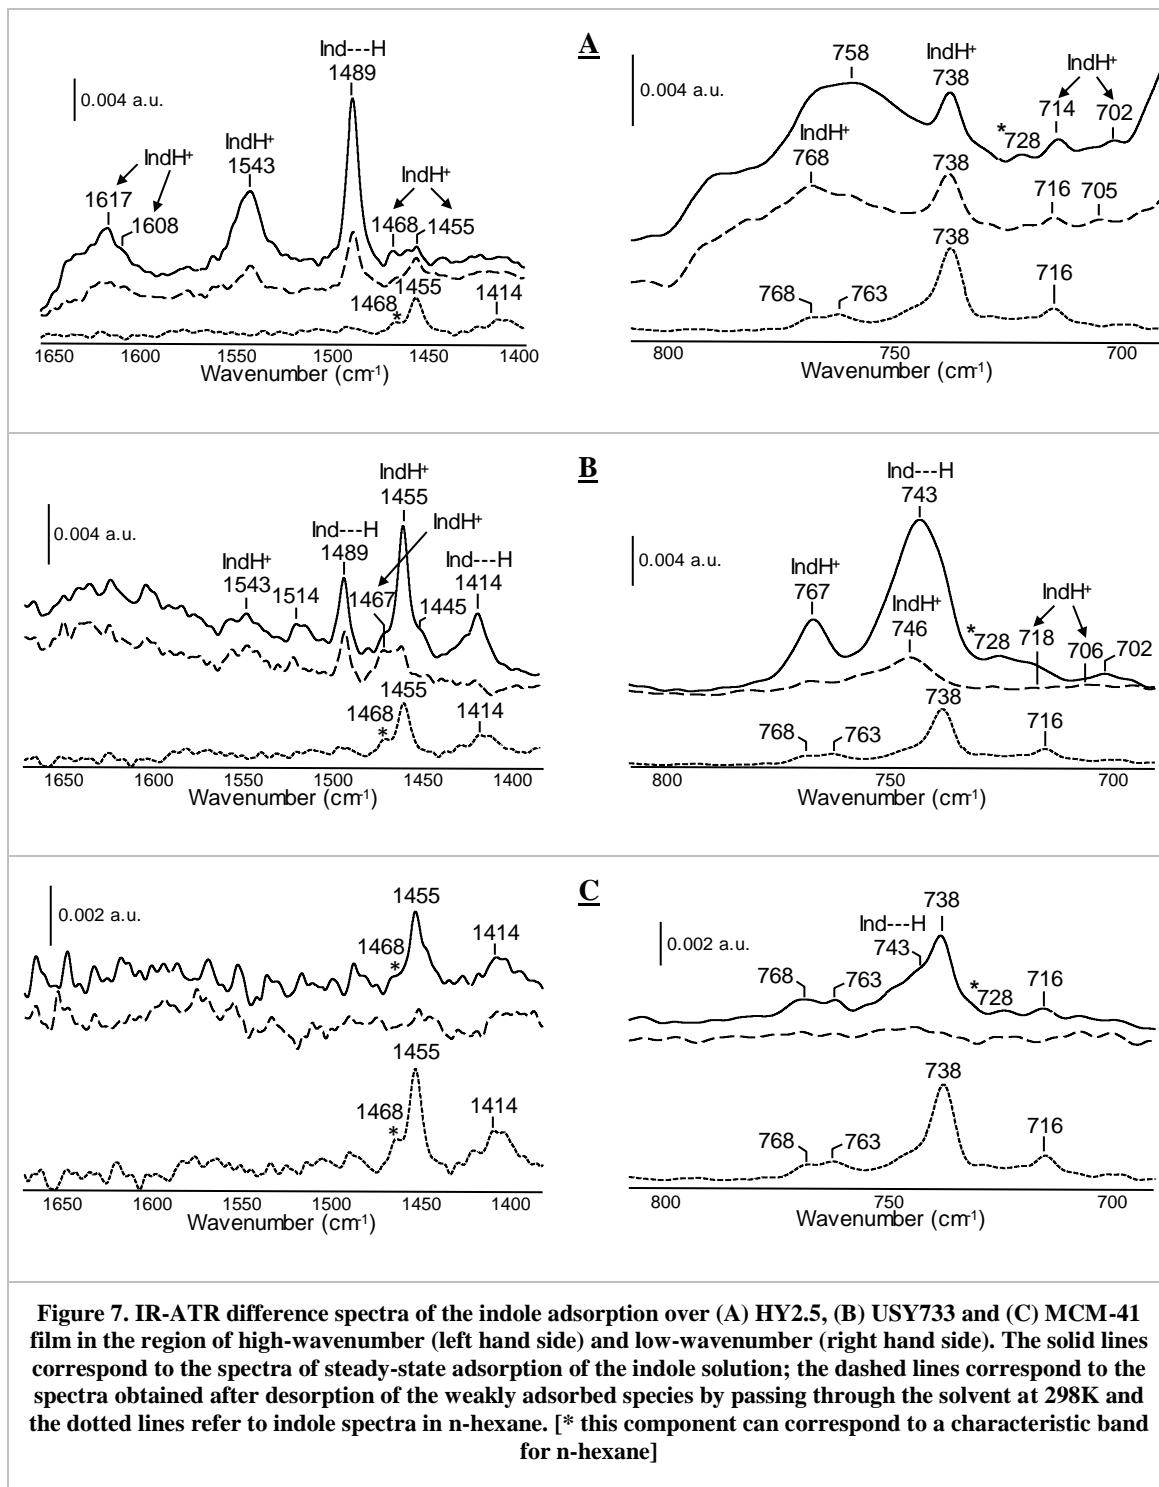 A
Ind---H
1489
0.004 a.u.
IndH+
1543
IndH+
1617
1608
IndH+
1468
1455
1468
*
1455
1414
1650
1600
1550
1500
1450
1400
Wavenumber (cm-1)
0.004 a.u.
758
IndH+
738
IndH+
714
702
*728
IndH+
768
738
716
705
738
768
763
716
800
750
700
Wavenumber (cm-1)
B
0.004 a.u.
IndH+
1455
IndH+
Ind---H
1489
Ind---H
1414
IndH+
1543
1514
1467
1445
1455
1468
*
1414
1650
1600
1550
1500
1450
1400
Wavenumber (cm-1)
0.004 a.u.
Ind---H
743
IndH+
767
IndH+
746
IndH+
*728
718
706
702
738
768
763
716
800
750
700
Wavenumber (cm-1)
C
0.002 a.u.
1455
1468
*
1414
1455
1468
*
1414
1650
1600
1550
1500
1450
1400
Wavenumber (cm-1)
0.002 a.u.
738
Ind---H
743
768
763
*728
716
738
768
763
716
800
750
700
Wavenumber (cm-1)
Figure 7. IR-ATR difference spectra of the indole adsorption over (A) HY2.5, (B) USY733 and (C) MCM-41
film in the region of high-wavenumber (left hand side) and low-wavenumber (right hand side). The solid lines
correspond to the spectra of steady-state adsorption of the indole solution; the dashed lines correspond to the
spectra obtained after desorption of the weakly adsorbed species by passing through the solvent at 298K and
the dotted lines refer to indole spectra in n-hexane. [* this component can correspond to a characteristic band
for n-hexane]